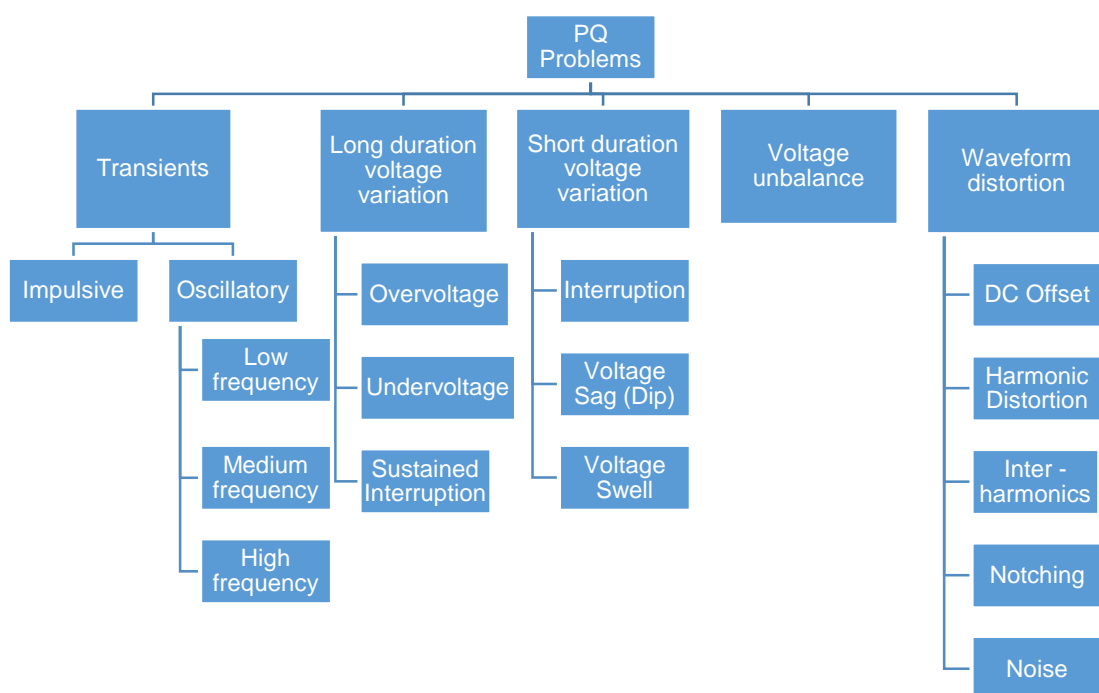 PQ
Problems
Transients
Long duration
voltage
variation
Short duration
voltage
variation
Voltage
unbalance
Waveform
distortion
Impulsive
Oscillatory
Low
frequency
Medium
frequency
High
frequency
Overvoltage
Undervoltage
Sustained
Interruption
Interruption
Voltage
Sag (Dip)
Voltage
Swell
DC Offset
Harmonic
Distortion
Inter -
harmonics
Notching
Noise